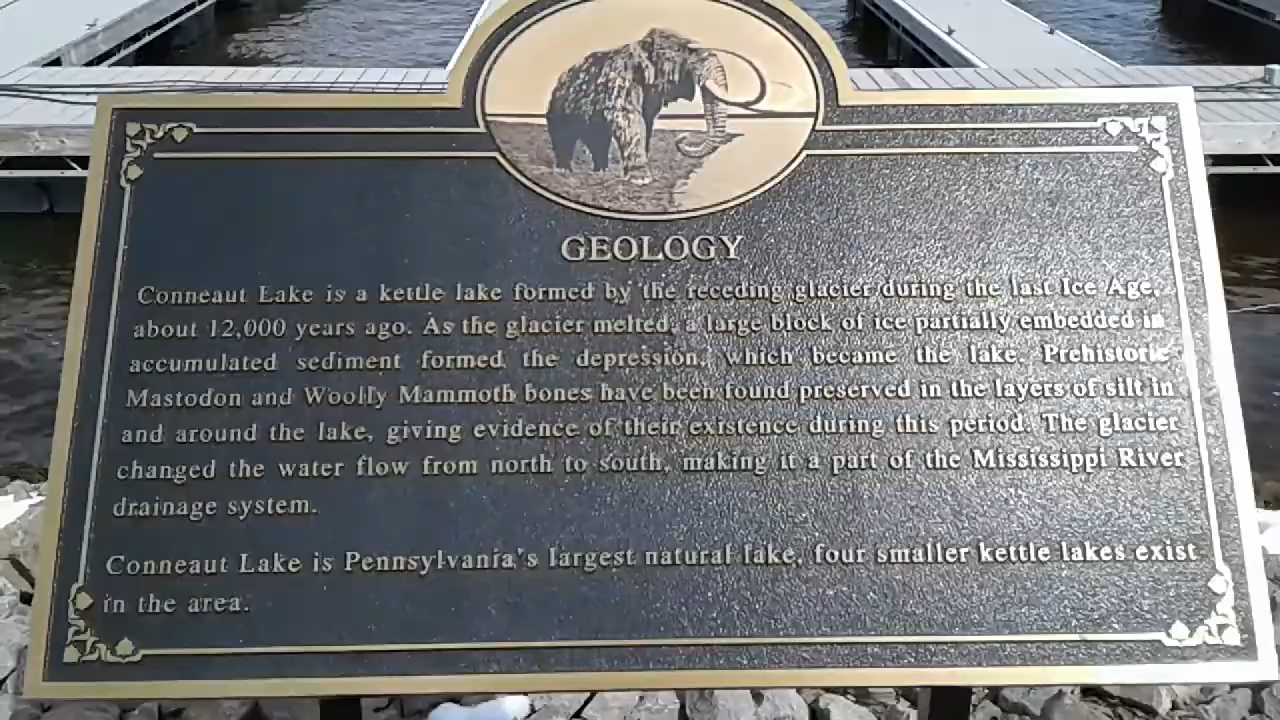 GEOLOGY
Conneaut Lake is a kettle lake formed by the receding glacier during the last Ice Age,
about 12,000 years ago. As the glacier melted, a large block of ice partially embedded in
accumulated sediment formed the depression, which became the lake. Prehistoric
Mastodon and Woolly Mammoth bones have been found preserved in the layers of silt in
and around the lake, giving evidence of their existence during this period. The glacier
changed the water flow from north to south, making it a part of the Mississippi River
drainage system.
Conneaut Lake is Pennsylvania's largest natural lake, four smaller kettle lakes exist
in the area.